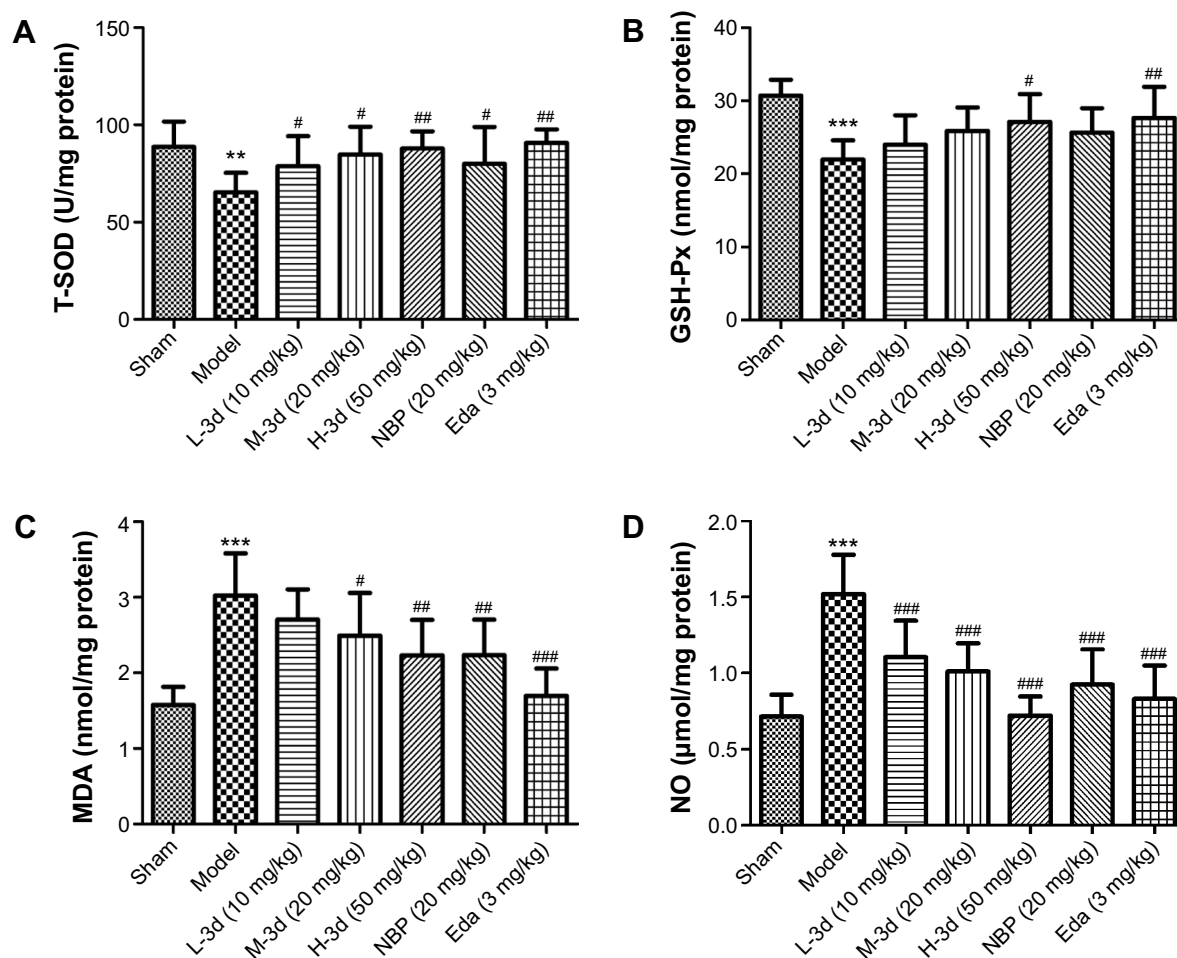 A
T-SOD (U/mg protein)
150
100
50
0
**
#
#
##
#
##
Sham
Model
L-3d (10 mg/kg)
M-3d (20 mg/kg)
H-3d (50 mg/kg)
NBP (20 mg/kg)
Eda (3 mg/kg)
B
GSH-Px (nmol/mg protein)
40
30
20
10
0
***
#
##
Sham
Model
L-3d (10 mg/kg)
M-3d (20 mg/kg)
H-3d (50 mg/kg)
NBP (20 mg/kg)
Eda (3 mg/kg)
C
MDA (nmol/mg protein)
4
3
2
1
0
***
#
##
##
###
Sham
Model
L-3d (10 mg/kg)
M-3d (20 mg/kg)
H-3d (50 mg/kg)
NBP (20 mg/kg)
Eda (3 mg/kg)
D
NO (µmol/mg protein)
2.0
1.5
1.0
0.5
0.0
***
###
###
###
###
###
Sham
Model
L-3d (10 mg/kg)
M-3d (20 mg/kg)
H-3d (50 mg/kg)
NBP (20 mg/kg)
Eda (3 mg/kg)